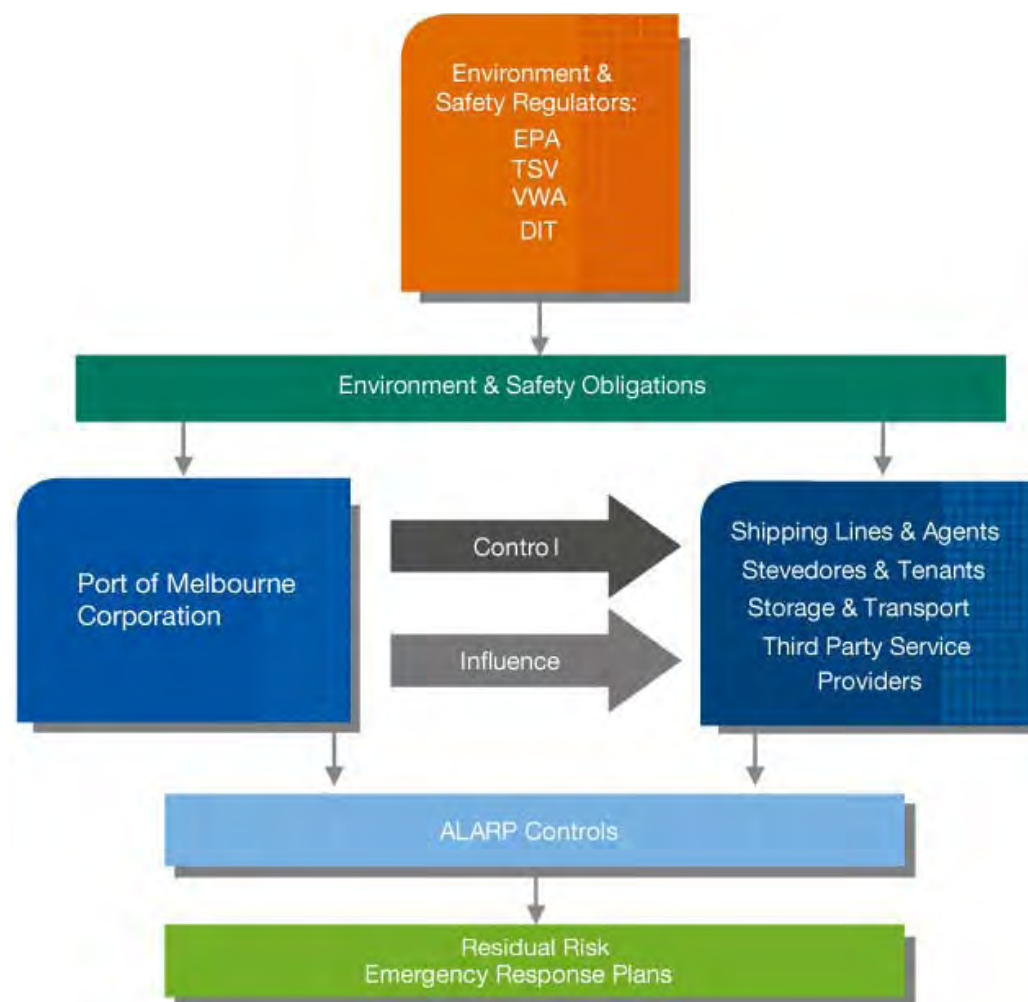 Environment &
Safety Regulators:
EPA
TSV
VWA
DIT
Environment & Safety Obligations
Port of Melbourne
Corporation
Control
Influence
Shipping Lines & Agents
Stevedores & Tenants
Storage & Transport
Third Party Service
Providers
ALARP Controls
Residual Risk
Emergency Response Plans